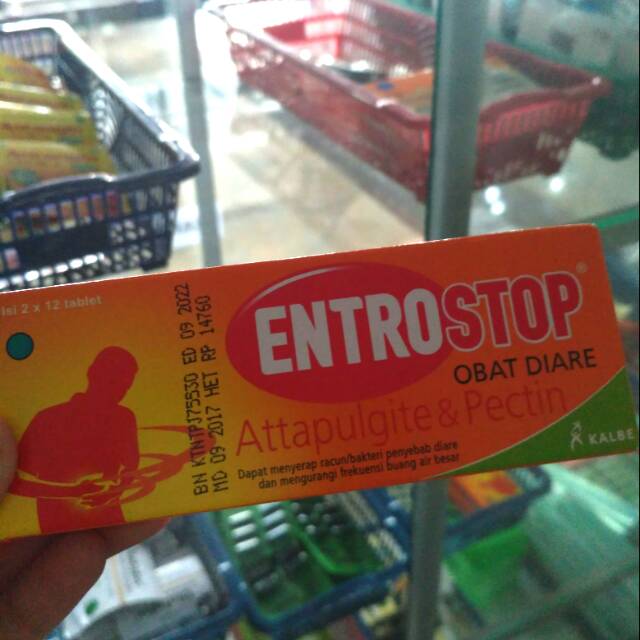 Isi 2 x 12 tablet
BN KTNTPJ75530 ED 09 2022
MD 09 2017 HET RP 14760
ENTROSTOP®
OBAT DIARE
Attapulgite & Pectin
Dapat menyerap racun/bakteri penyebab diare
dan mengurangi frekuensi buang air besar
KALBE